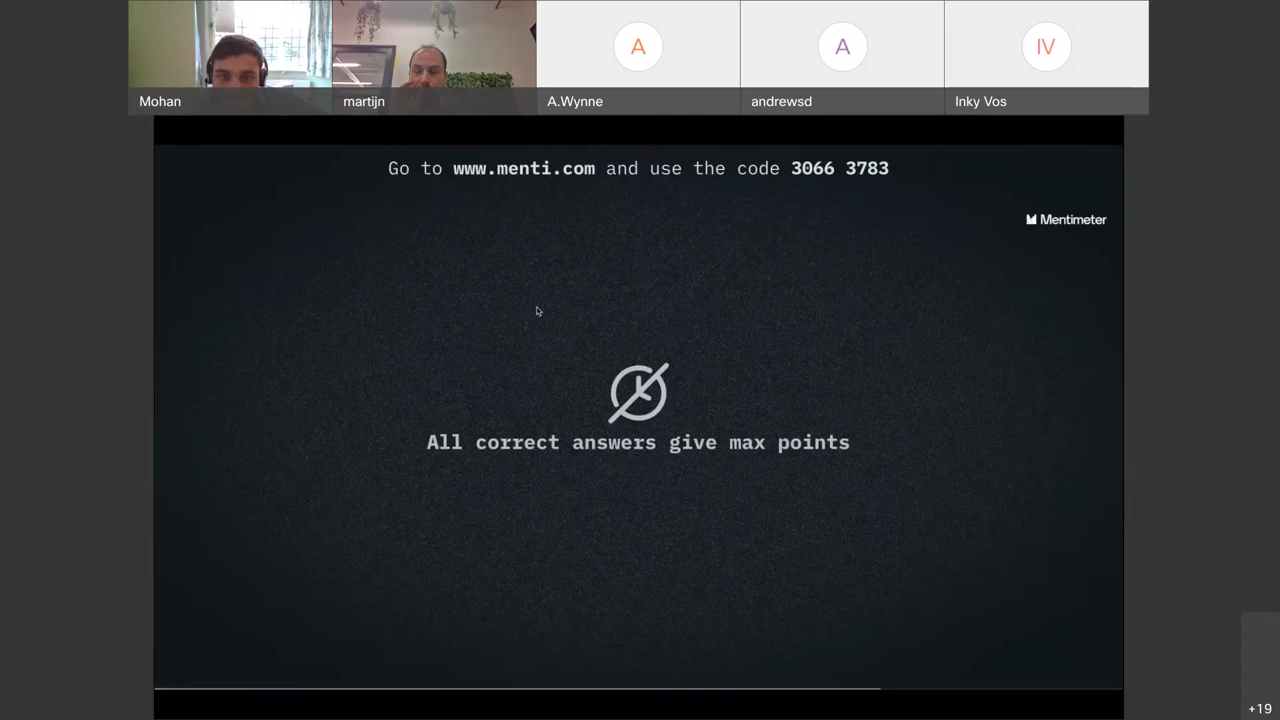 A
A
IV
Mohan
martijn
A.Wynne
andrewsd
Inky Vos
Go to www.menti.com and use the code 3066 3783
Mentimeter
All correct answers give max points
+19